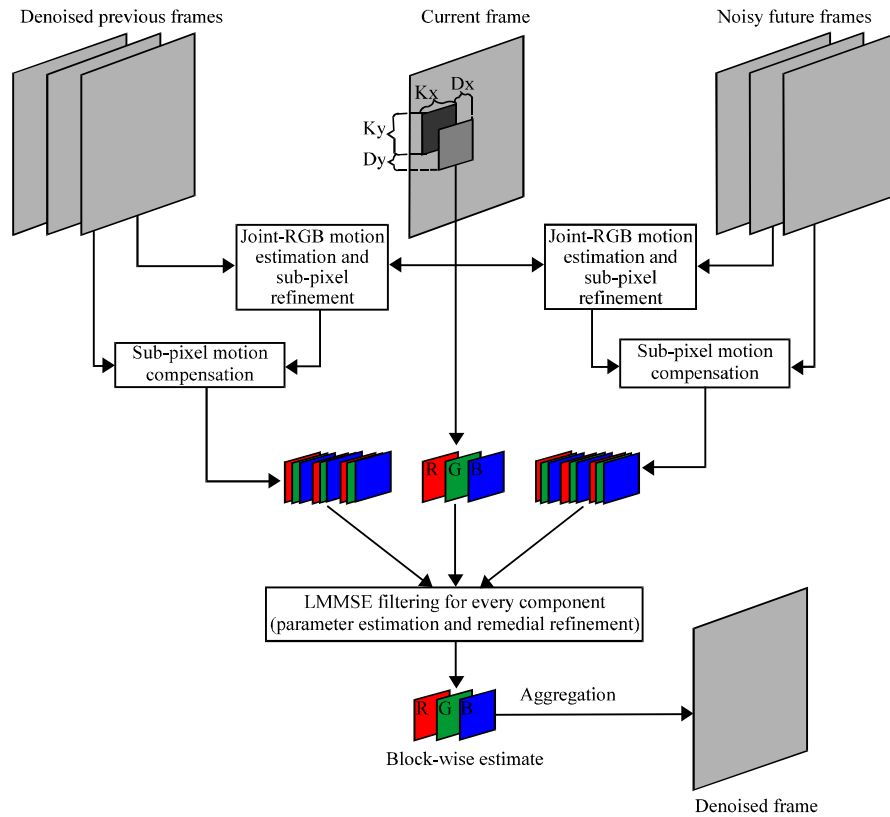 Denoised previous frames
Current frame
Noisy future frames
Kx
Dx
Ky
Dy
Joint-RGB motion
estimation and
sub-pixel
refinement
Joint-RGB motion
estimation and
sub-pixel
refinement
Sub-pixel motion
compensation
Sub-pixel motion
compensation
R G B
LMMSE filtering for every component
(parameter estimation and remedial refinement)
R G B
Aggregation
Block-wise estimate
Denoised frame